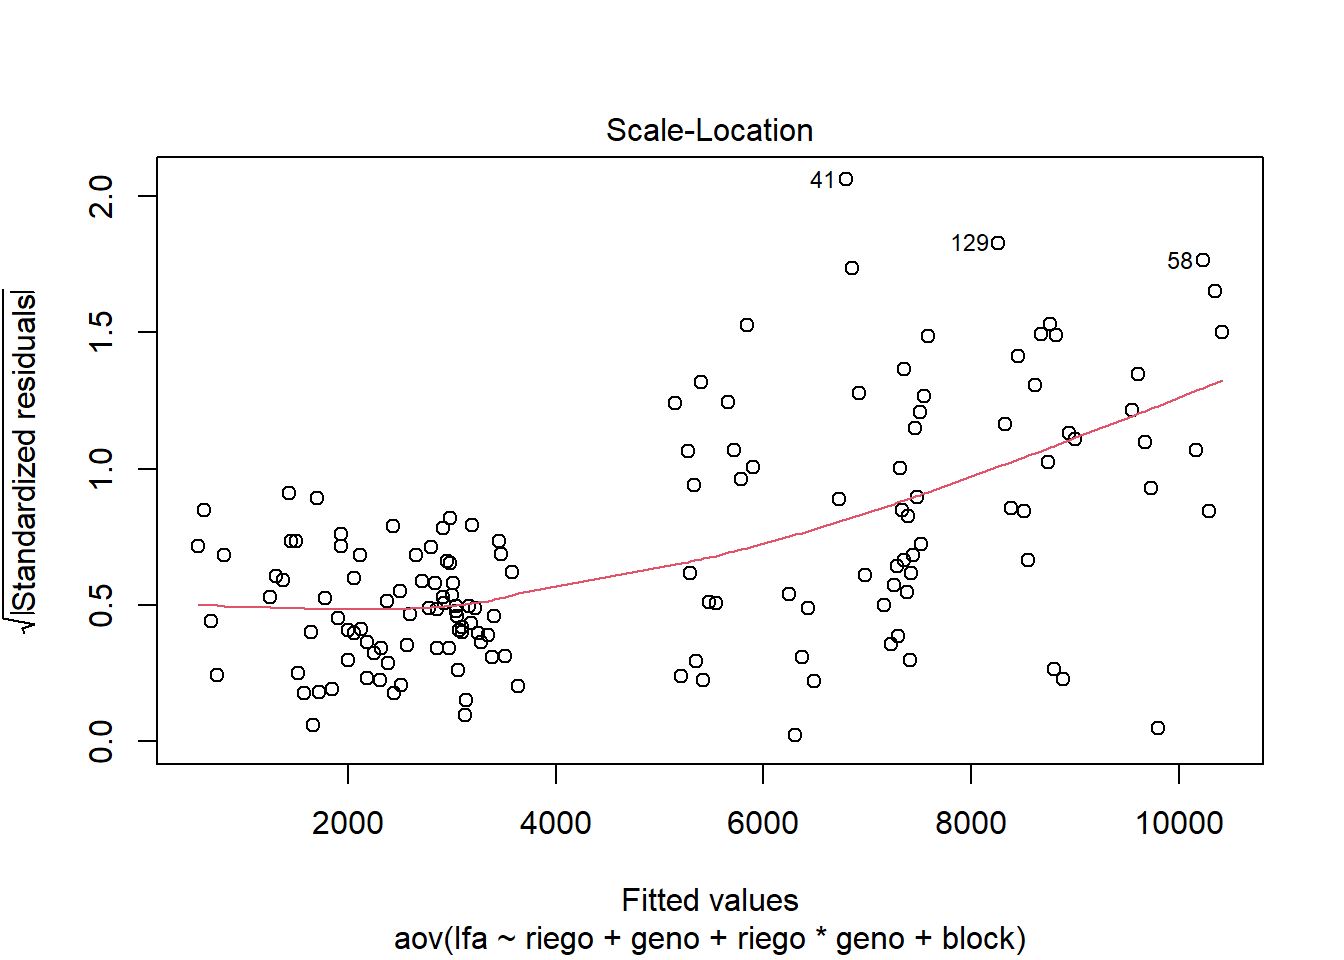 Scale-Location
√|Standardized residuals|
2.0
1.5
1.0
0.5
0.0
41
129
58
2000 4000 6000 8000 10000
Fitted values
aov(lfa ~ riego + geno + riego * geno + block)